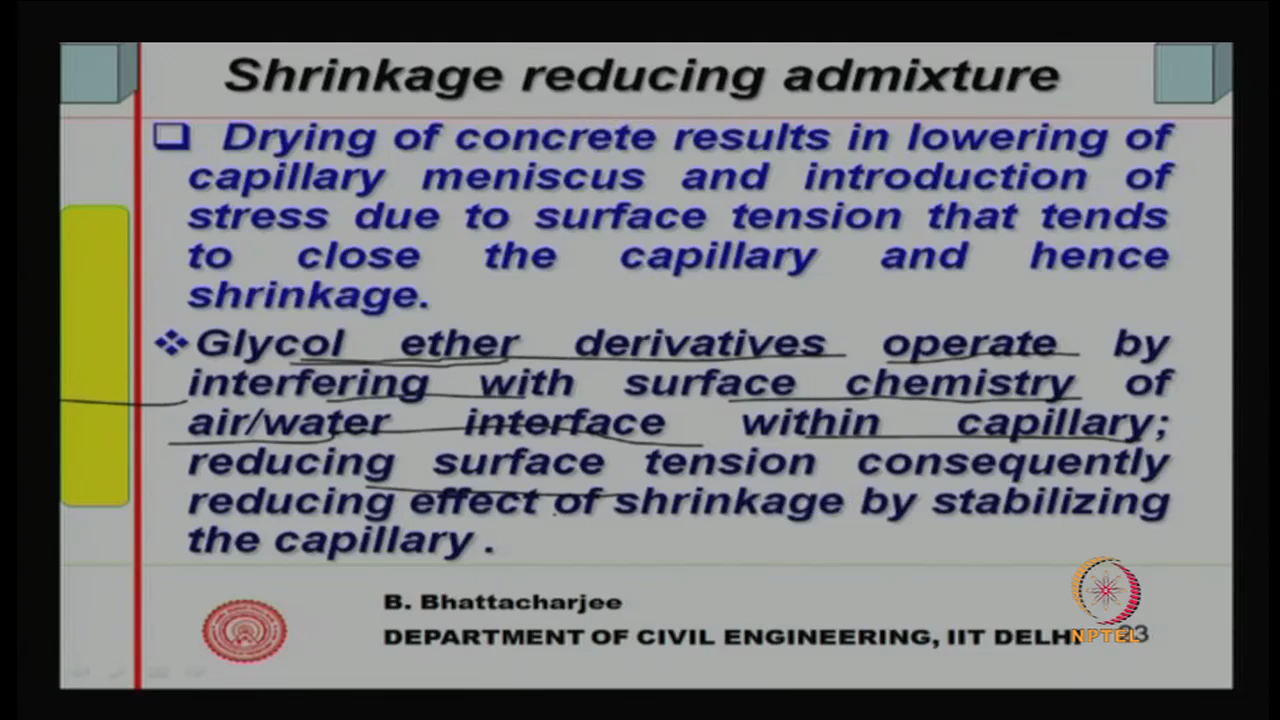 Shrinkage reducing admixture
Drying of concrete results in lowering of
capillary meniscus and introduction of
stress due to surface tension that tends
to close the capillary and hence
shrinkage.
Glycol ether derivatives operate by
interfering with surface chemistry of
air/water interface within capillary;
reducing surface tension consequently
reducing effect of shrinkage by stabilizing
the capillary .
B. Bhattacharjee
DEPARTMENT OF CIVIL ENGINEERING, IIT DELHI
NPTEL